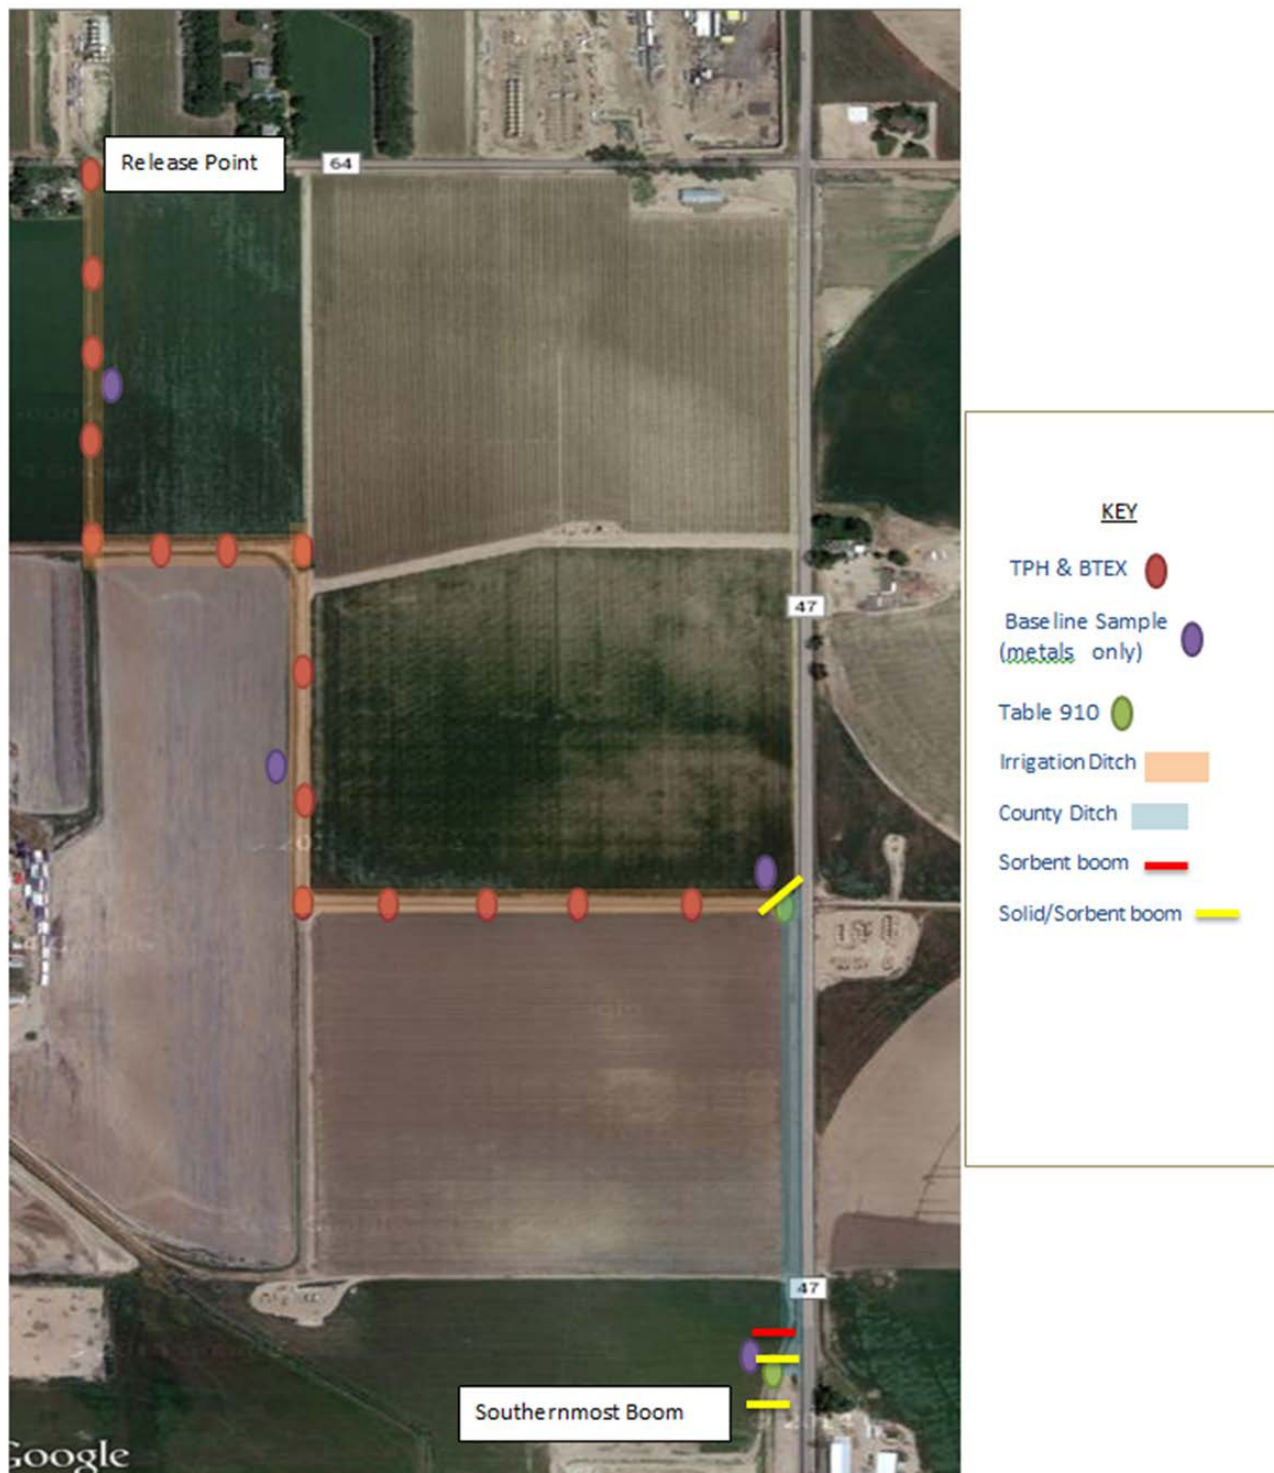 Release Point
64
47
47
Southernmost Boom
Google
KEY
TPH & BTEX
Baseline Sample
(metals only)
Table 910
Irrigation Ditch
County Ditch
Sorbent boom
Solid/Sorbent boom